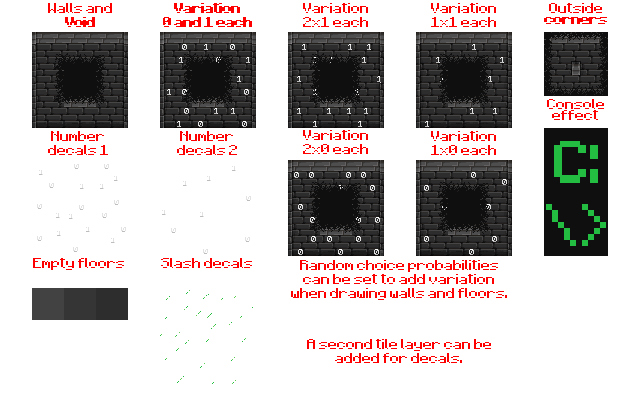 Walls and
Void
Variation
0 and 1 each
Variation
2x1 each
Variation
1x1 each
Outside
corners
Console
effect
C:
Number
decals 1
Number
decals 2
Variation
2x0 each
Variation
1x0 each
Empty floors
Slash decals
Random choice probabilities
can be set to add variation
when drawing walls and floors.
A second tile layer can be
added for decals.